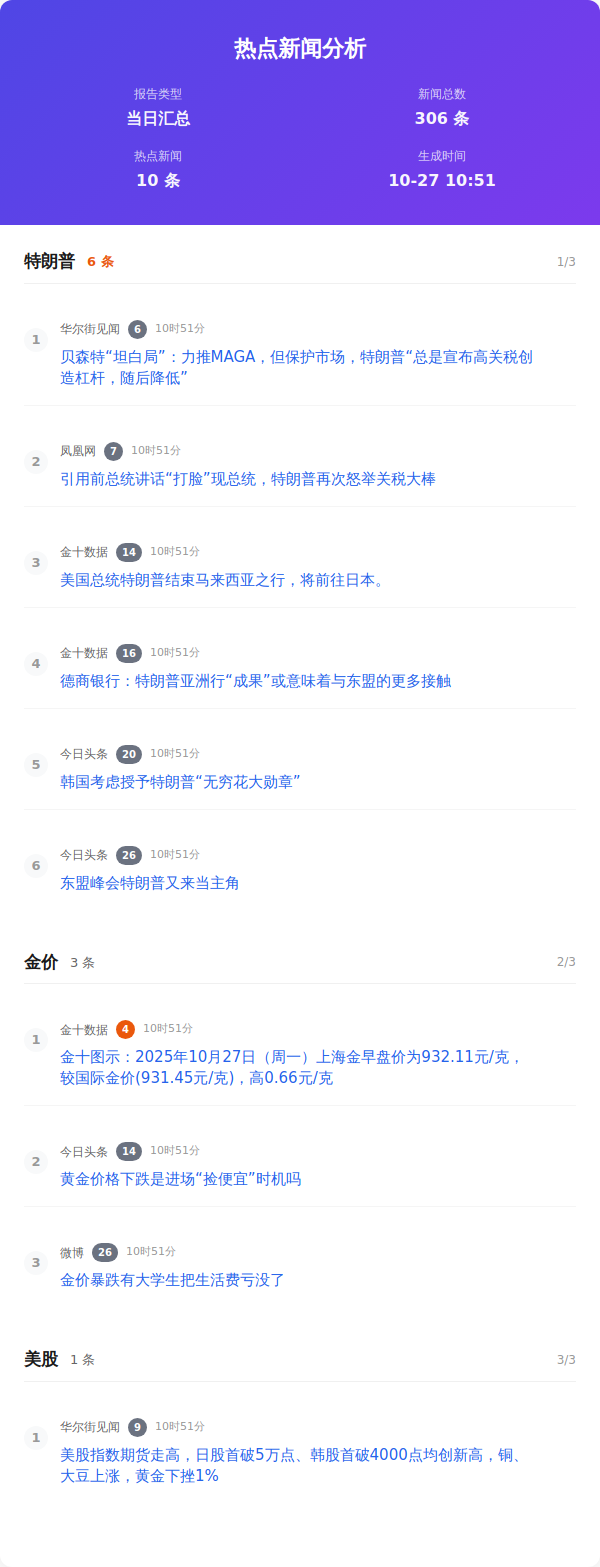 热点新闻分析
报告类型
新闻总数
当日汇总
306 条
热点新闻
生成时间
10 条
10-27 10:51
特朗普 6 条 1/3
1 华尔街见闻 6 10时51分
贝森特“坦白局”：力推MAGA，但保护市场，特朗普“总是宣布高关税创
造杠杆，随后降低”
2 凤凰网 7 10时51分
引用前总统讲话“打脸”现总统，特朗普再次怒举关税大棒
3 金十数据 14 10时51分
美国总统特朗普结束马来西亚之行，将前往日本。
4 金十数据 16 10时51分
德商银行：特朗普亚洲行“成果”或意味着与东盟的更多接触
5 今日头条 20 10时51分
韩国考虑授予特朗普“无穷花大勋章”
6 今日头条 26 10时51分
东盟峰会特朗普又来当主角
金价 3 条 2/3
1 金十数据 4 10时51分
金十图示：2025年10月27日（周一）上海金早盘价为932.11元/克，
较国际金价(931.45元/克)，高0.66元/克
2 今日头条 14 10时51分
黄金价格下跌是进场“捡便宜”时机吗
3 微博 26 10时51分
金价暴跌有大学生把生活费亏没了
美股 1 条 3/3
1 华尔街见闻 9 10时51分
美股指数期货走高，日股首破5万点、韩股首破4000点均创新高，铜、
大豆上涨，黄金下挫1%